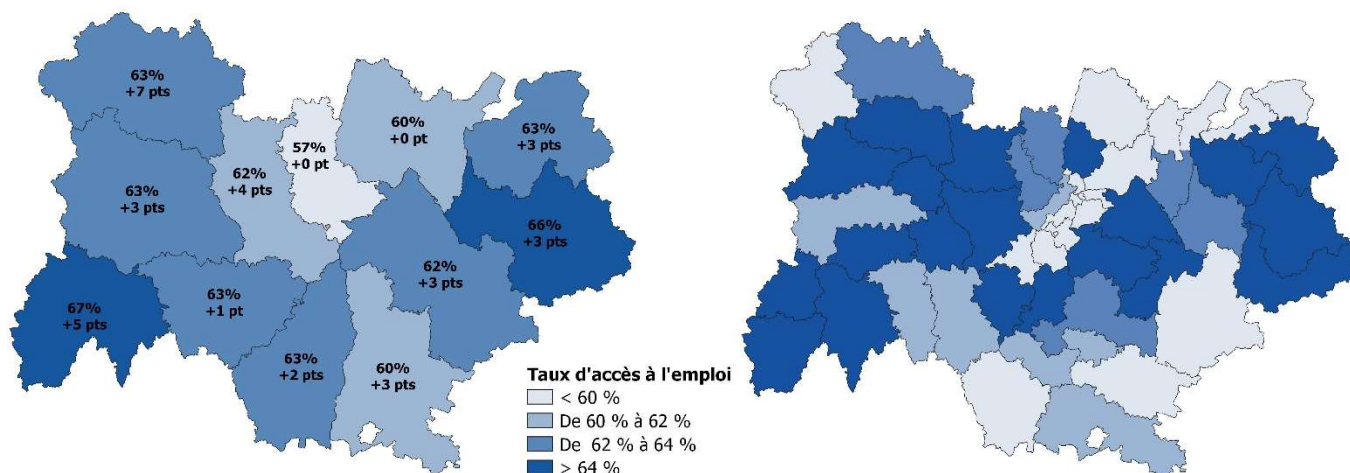 63%
+7 pts
60%
+0 pt
63%
+3 pts
57%
+0 pt
62%
+4 pts
63%
+3 pts
66%
+3 pts
62%
+3 pts
67%
+5 pts
63%
+1 pt
63%
+2 pts
60%
+3 pts
Taux d'accès à l'emploi
< 60 %
De 60 % à 62 %
De 62 % à 64 %
> 64 %